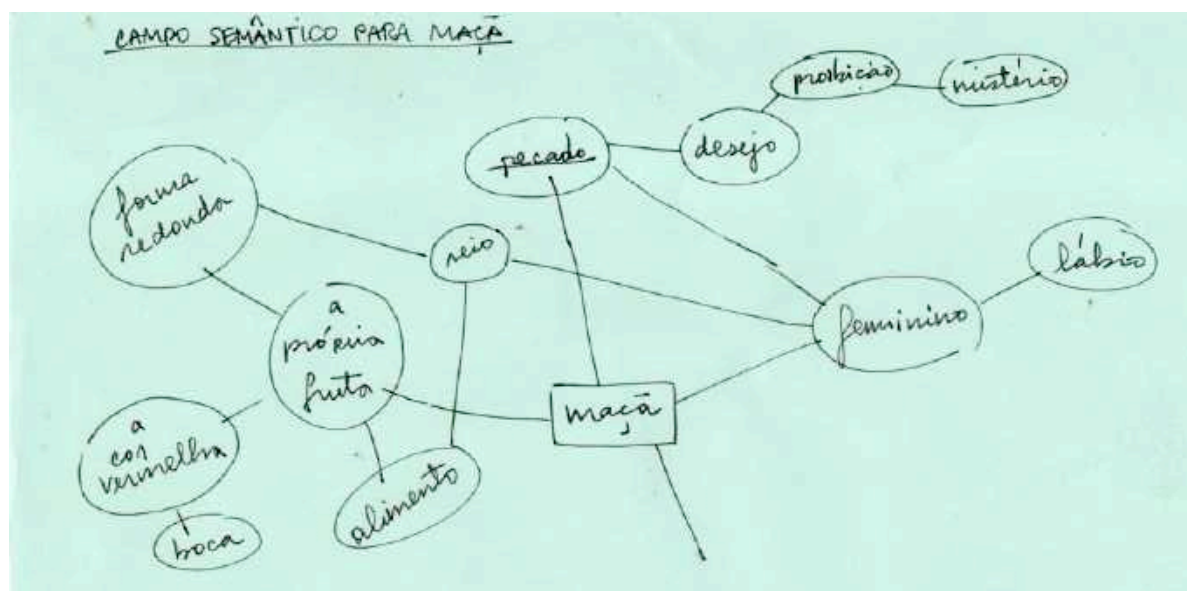 CAMPO SEMÂNTICO PARA MAÇÃ
proibição
mistério
pecado
desejo
forma
redonda
seio
lábio
a
própria
fruta
feminino
maçã
a
cor
vermelha
alimento
boca